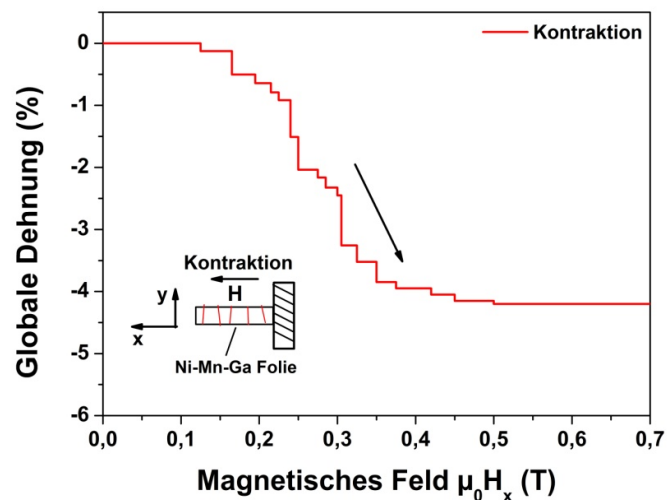 Globale Dehnung (%)
0
-1
-2
-3
-4
-5
-6
Kontraktion
Kontraktion
H
y
x
Ni-Mn-Ga Folie
0,0 0,1 0,2 0,3 0,4 0,5 0,6 0,7
Magnetisches Feld μ₀Hₓ (T)